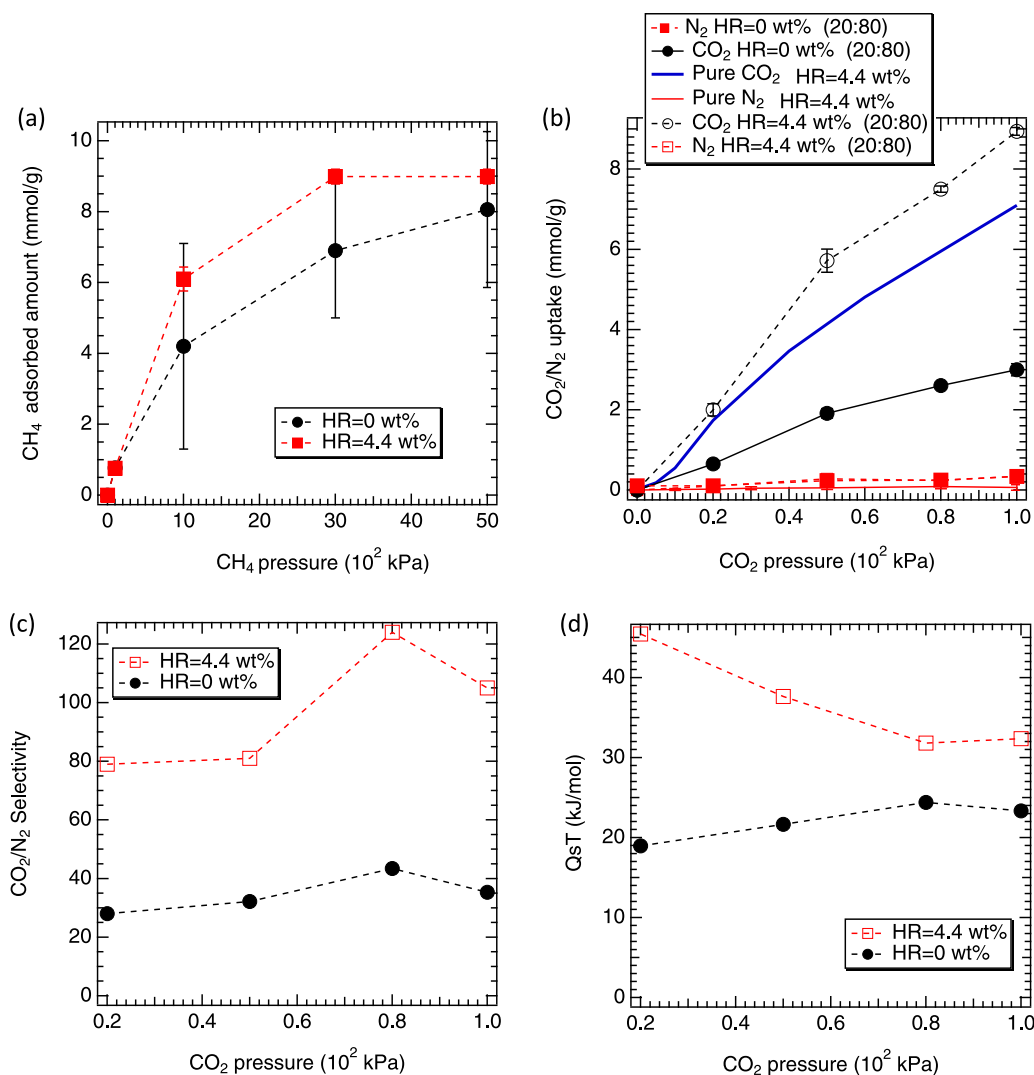 N₂ HR=0 wt% (20:80)
CO₂ HR=0 wt% (20:80)
Pure CO₂ HR=4.4 wt%
Pure N₂ HR=4.4 wt%
CO₂ HR=4.4 wt% (20:80)
N₂ HR=4.4 wt% (20:80)
(a)
10
8
6
4
2
0
CH₄ adsorbed amount (mmol/g)
HR=0 wt%
HR=4.4 wt%
0 10 20 30 40 50
CH₄ pressure (10² kPa)
(b)
8
6
4
2
0
CO₂/N₂ uptake (mmol/g)
0.0 0.2 0.4 0.6 0.8 1.0
CO₂ pressure (10² kPa)
(c)
120
100
80
60
40
20
0
CO₂/N₂ Selectivity
HR=4.4 wt%
HR=0 wt%
0.2 0.4 0.6 0.8 1.0
CO₂ pressure (10² kPa)
(d)
40
30
20
10
0
QsT (kJ/mol)
HR=4.4 wt%
HR=0 wt%
0.2 0.4 0.6 0.8 1.0
CO₂ pressure (10² kPa)